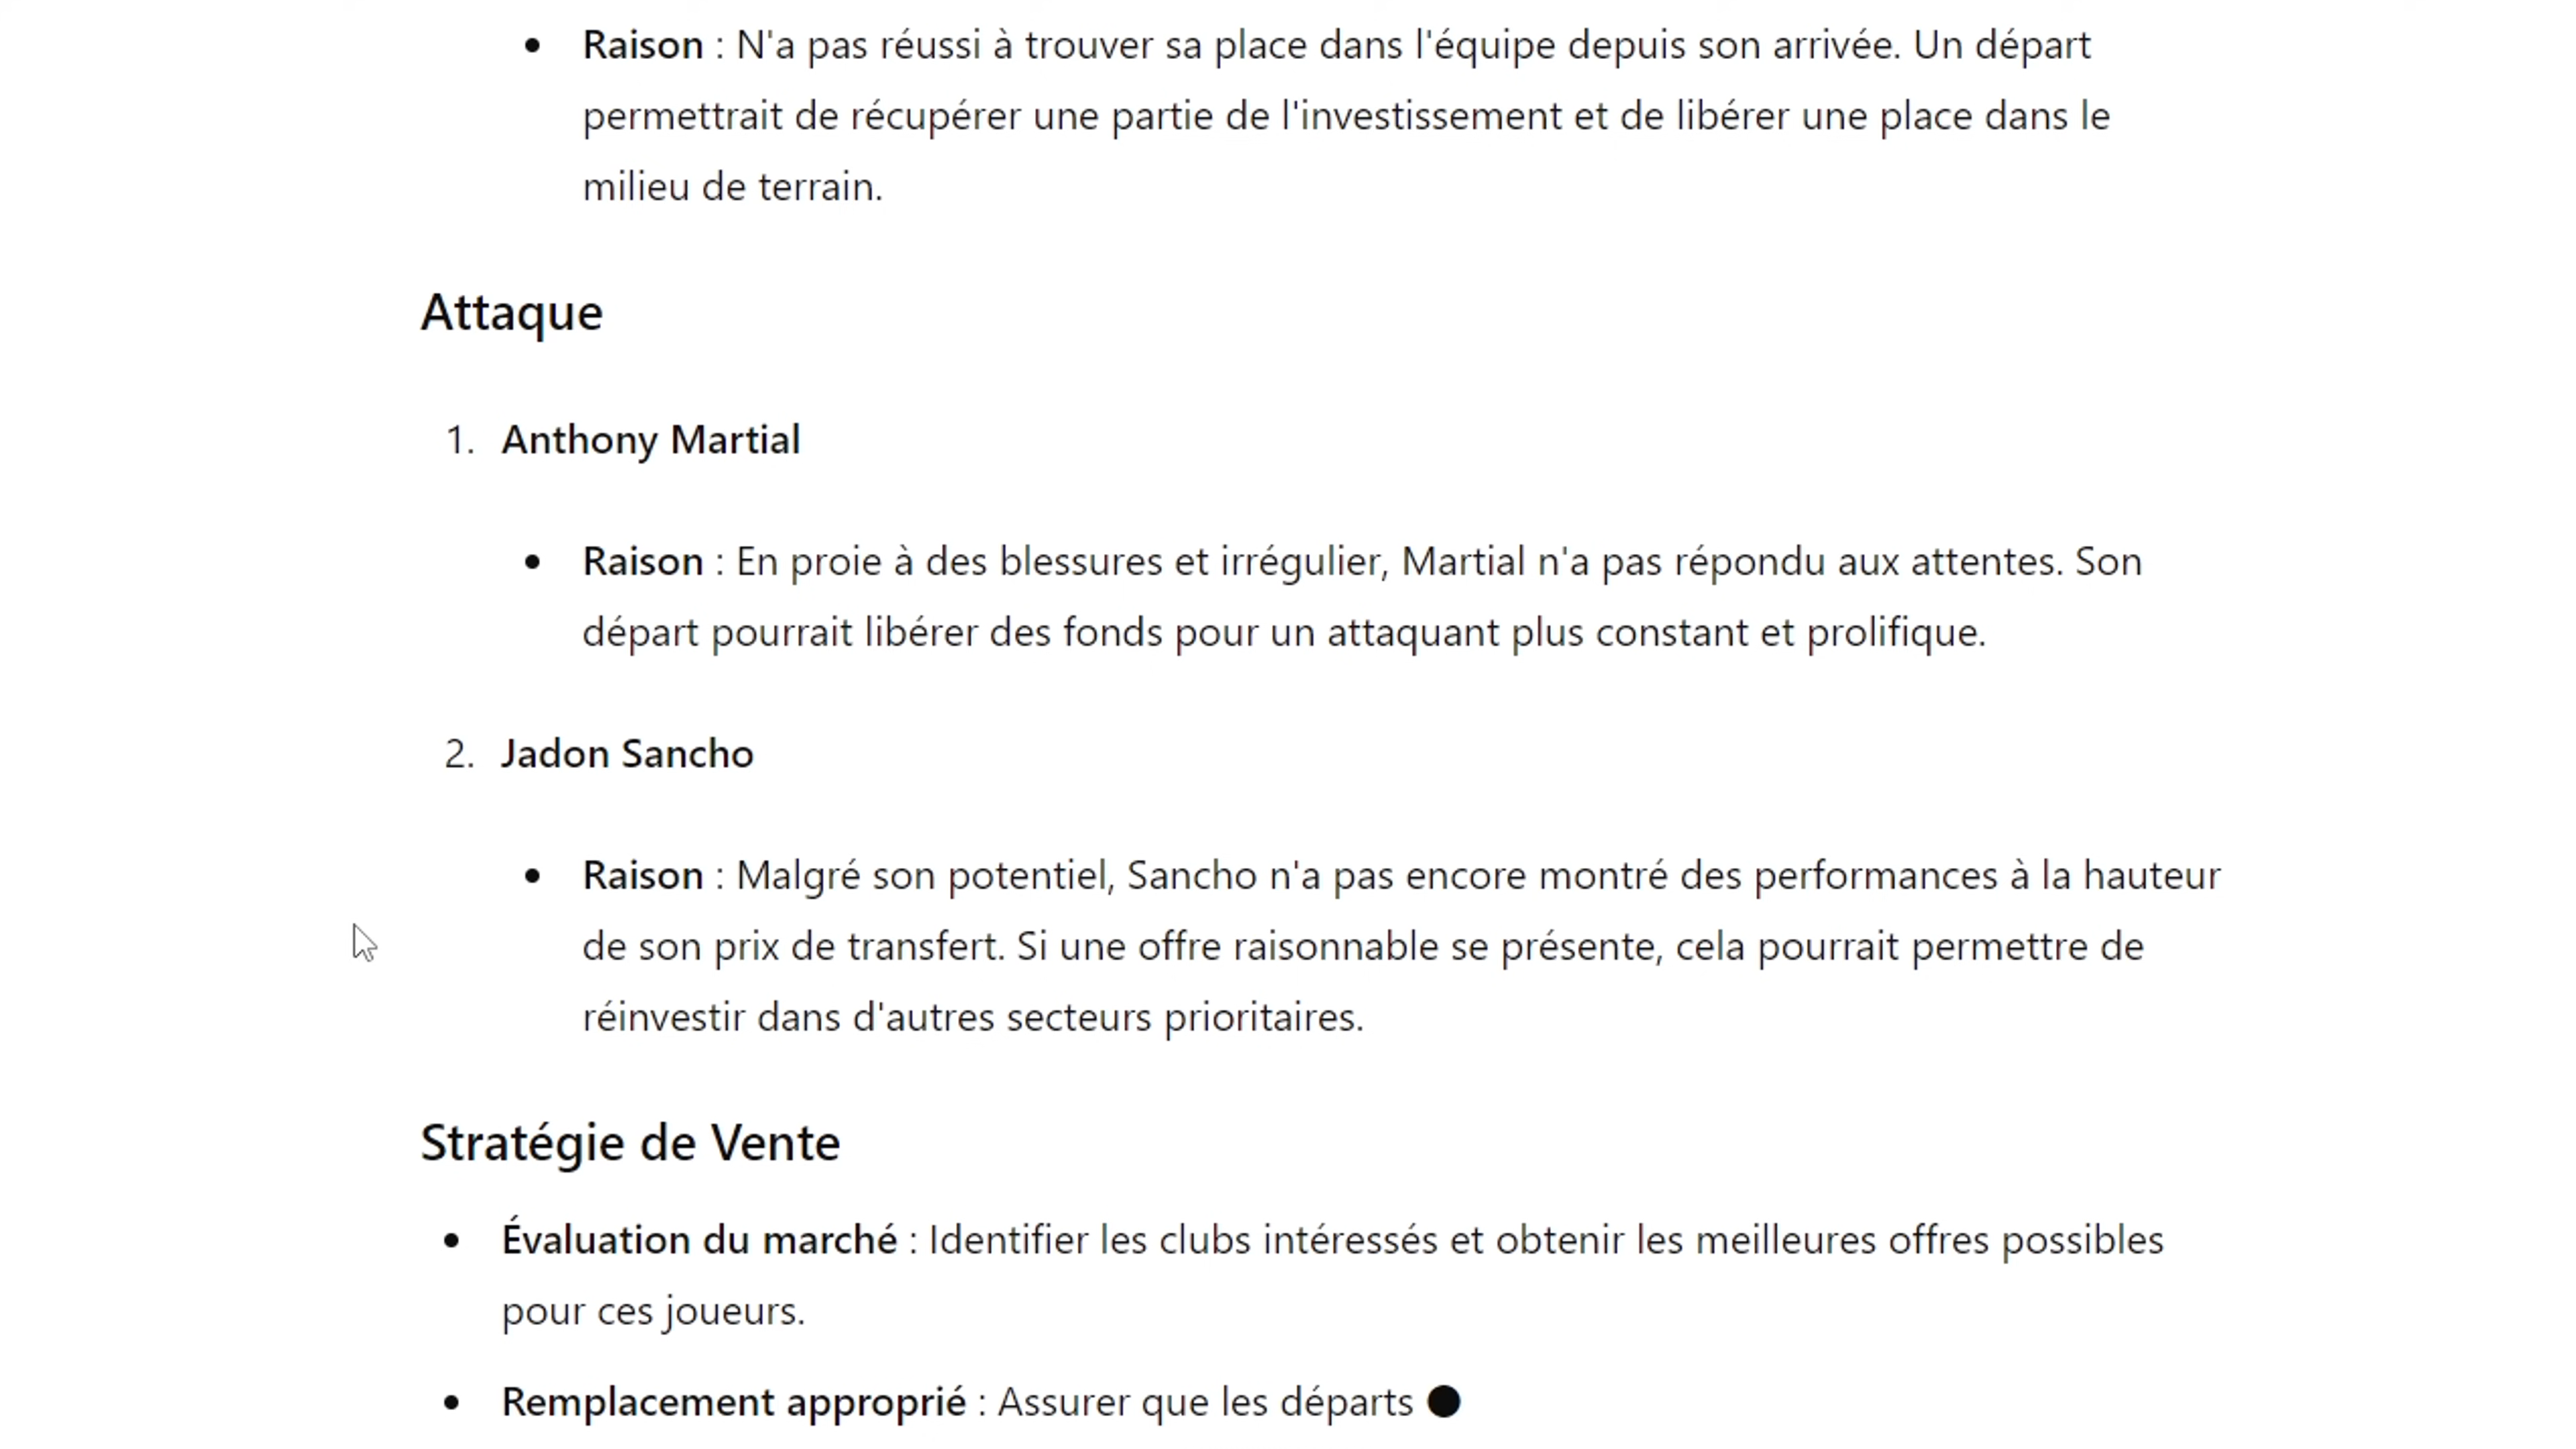 • Raison : N'a pas réussi à trouver sa place dans l'équipe depuis son arrivée. Un départ
permettrait de récupérer une partie de l'investissement et de libérer une place dans le
milieu de terrain.
Attaque
1. Anthony Martial
• Raison : En proie à des blessures et irrégulier, Martial n'a pas répondu aux attentes. Son
départ pourrait libérer des fonds pour un attaquant plus constant et prolifique.
2. Jadon Sancho
• Raison : Malgré son potentiel, Sancho n'a pas encore montré des performances à la hauteur
de son prix de transfert. Si une offre raisonnable se présente, cela pourrait permettre de
réinvestir dans d'autres secteurs prioritaires.
Stratégie de Vente
• Évaluation du marché : Identifier les clubs intéressés et obtenir les meilleures offres possibles
pour ces joueurs.
• Remplacement approprié : Assurer que les départs